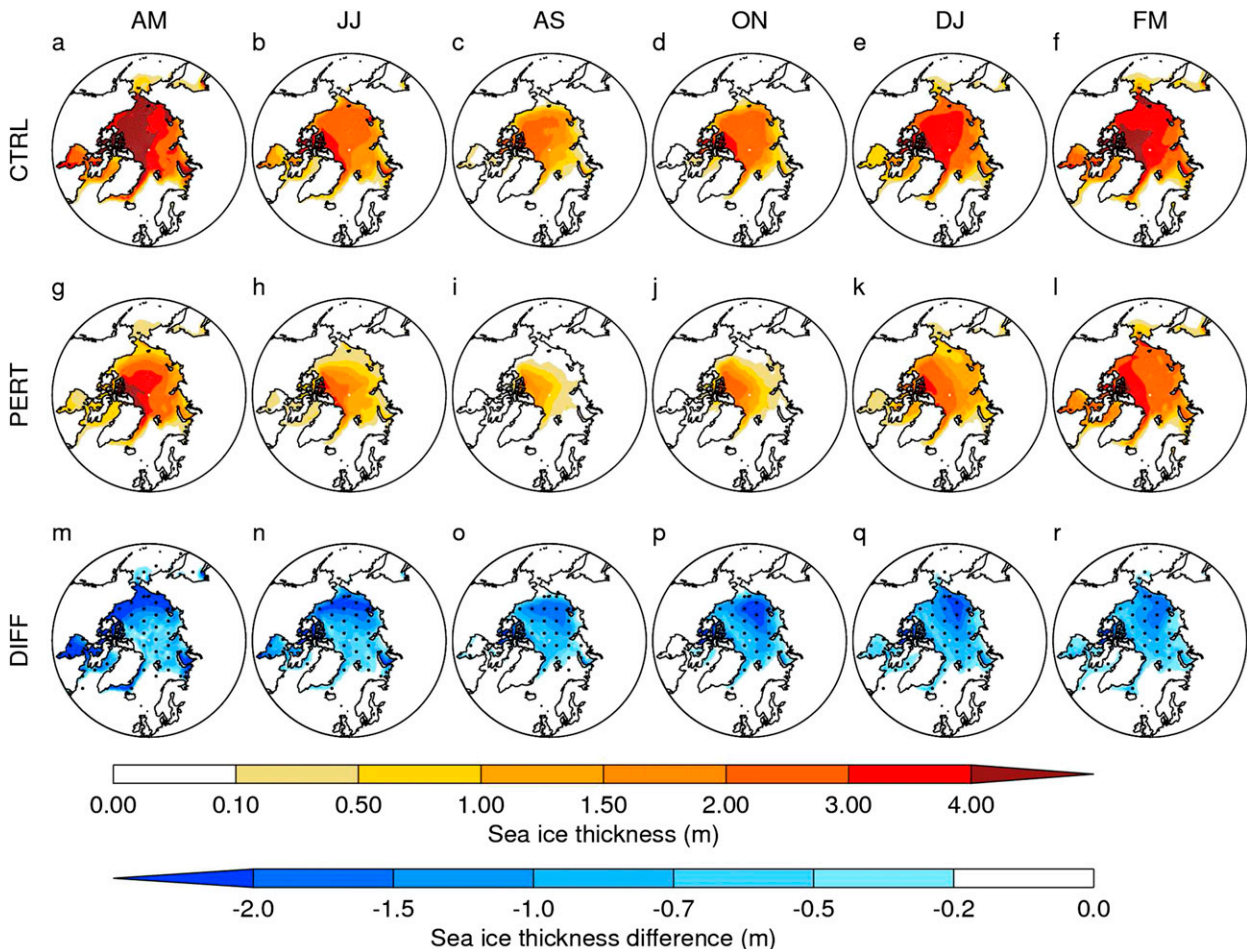 AM JJ AS ON DJ FM
a b c d e f
CTRL
g h i j k l
PERT
m n o p q r
DIFF
0.00 0.10 0.50 1.00 1.50 2.00 3.00 4.00
Sea ice thickness (m)
-2.0 -1.5 -1.0 -0.7 -0.5 -0.2 0.0
Sea ice thickness difference (m)